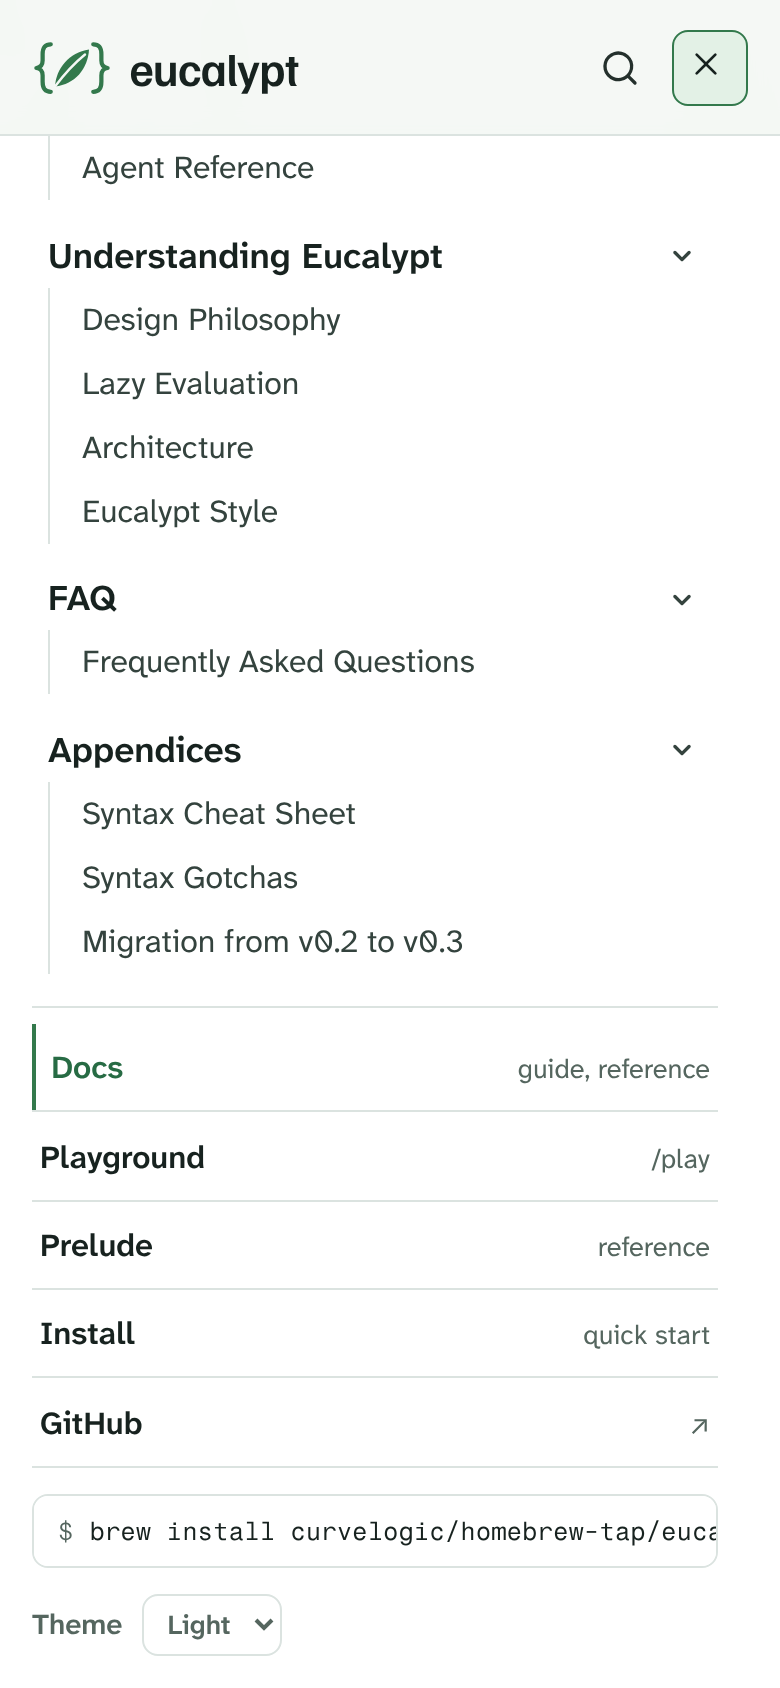 { } eucalypt
Agent Reference
Understanding Eucalypt
Design Philosophy
Lazy Evaluation
Architecture
Eucalypt Style
FAQ
Frequently Asked Questions
Appendices
Syntax Cheat Sheet
Syntax Gotchas
Migration from v0.2 to v0.3
Docs guide, reference
Playground /play
Prelude reference
Install quick start
GitHub ↗
$ brew install curvelogic/homebrew-tap/euca
Theme Light